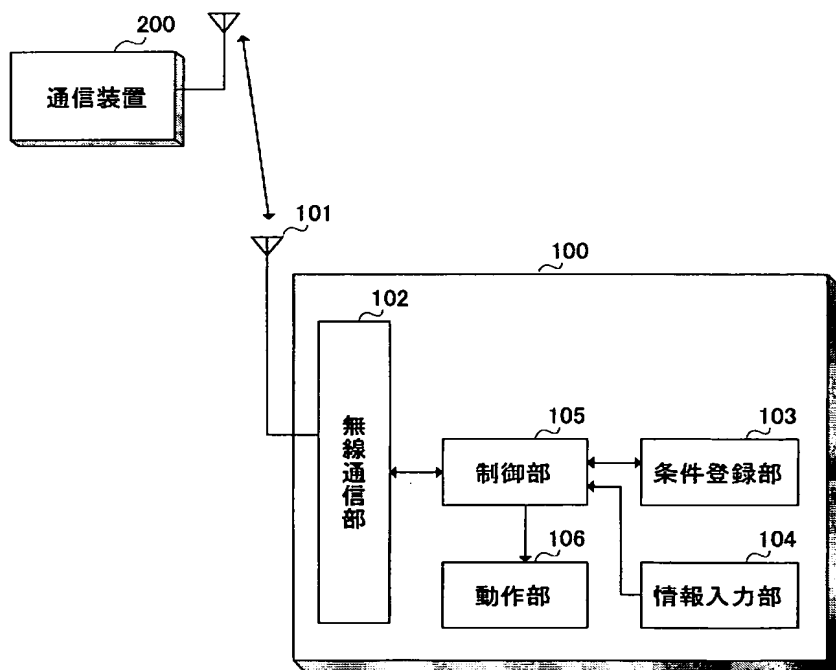 200
通信装置
101
100
102
無線通信部
105
制御部
103
条件登録部
106
動作部
104
情報入力部